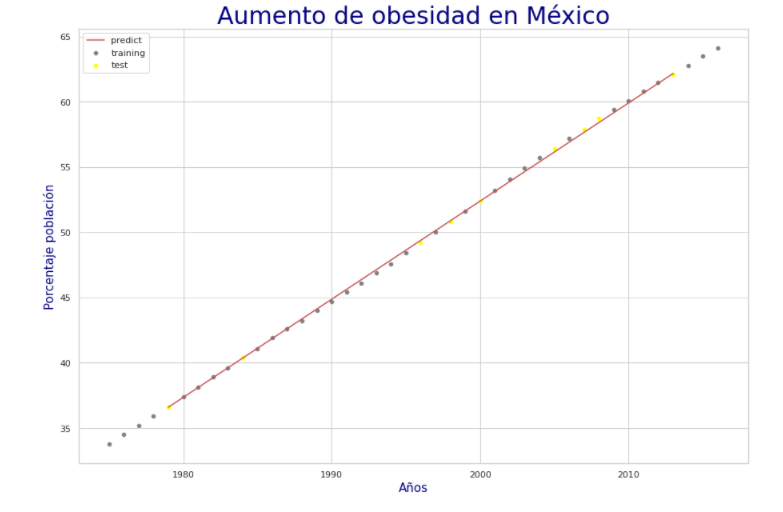 Aumento de obesidad en México
predict
training
test
65
60
55
50
45
40
35
Porcentaje población
1980
1990
2000
2010
Años